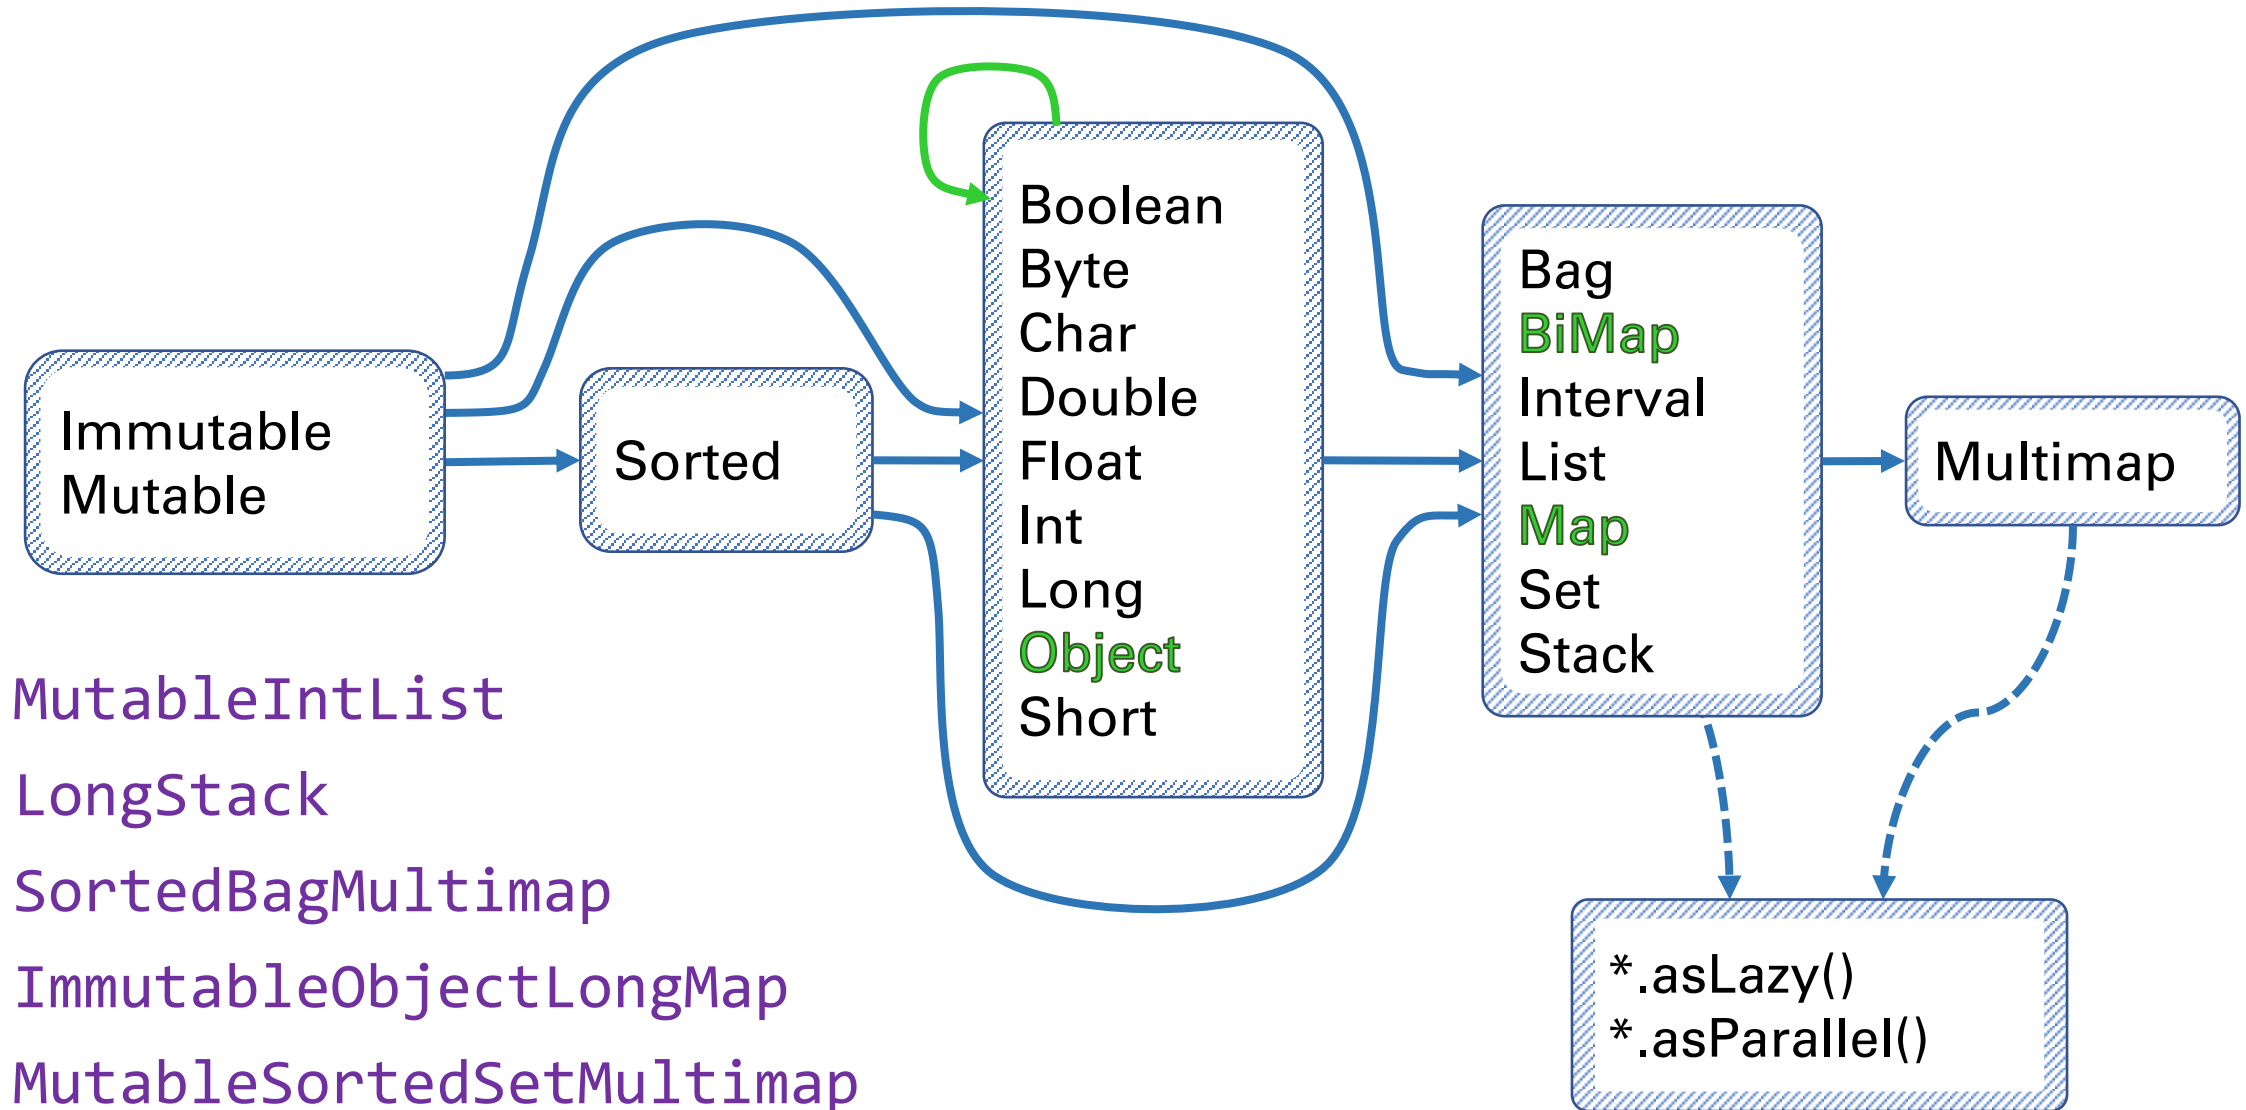 Immutable
Mutable
Sorted
Boolean
Byte
Char
Double
Float
Int
Long
Object
Short
Bag
BiMap
Interval
List
Map
Set
Stack
Multimap
*.asLazy()
*.asParallel()
MutableIntList
LongStack
SortedBagMultimap
ImmutableObjectLongMap
MutableSortedSetMultimap